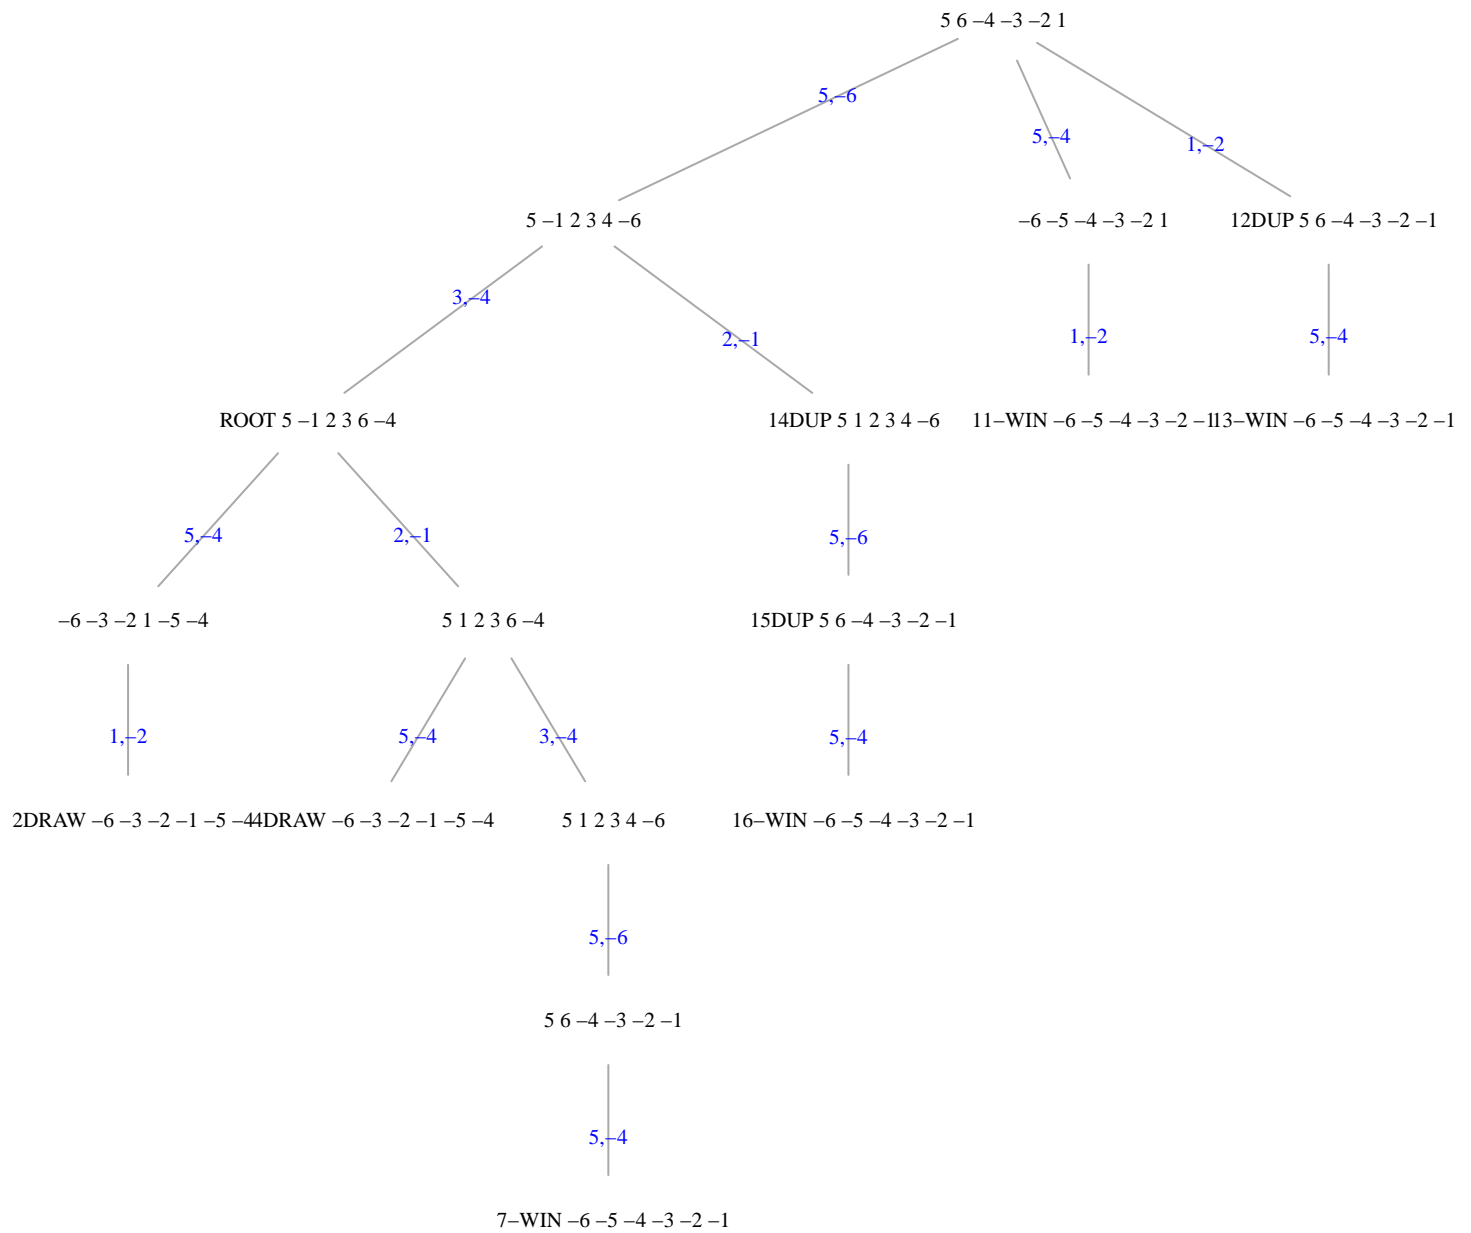 5 6 –4 –3 –2 1
5,–6
5,–4
1,–2
5 –1 2 3 4 –6
–6 –5 –4 –3 –2 1
12DUP 5 6 –4 –3 –2 –1
3,–4
2,–1
1,–2
5,–4
ROOT 5 –1 2 3 6 –4
14DUP 5 1 2 3 4 –6
11–WIN –6 –5 –4 –3 –2 –1
13–WIN –6 –5 –4 –3 –2 –1
5,–4
2,–1
5,–6
–6 –3 –2 1 –5 –4
5 1 2 3 6 –4
15DUP 5 6 –4 –3 –2 –1
1,–2
5,–4
3,–4
5,–4
2DRAW –6 –3 –2 –1 –5 –4
4DRAW –6 –3 –2 –1 –5 –4
5 1 2 3 4 –6
16–WIN –6 –5 –4 –3 –2 –1
5,–6
5 6 –4 –3 –2 –1
5,–4
7–WIN –6 –5 –4 –3 –2 –1